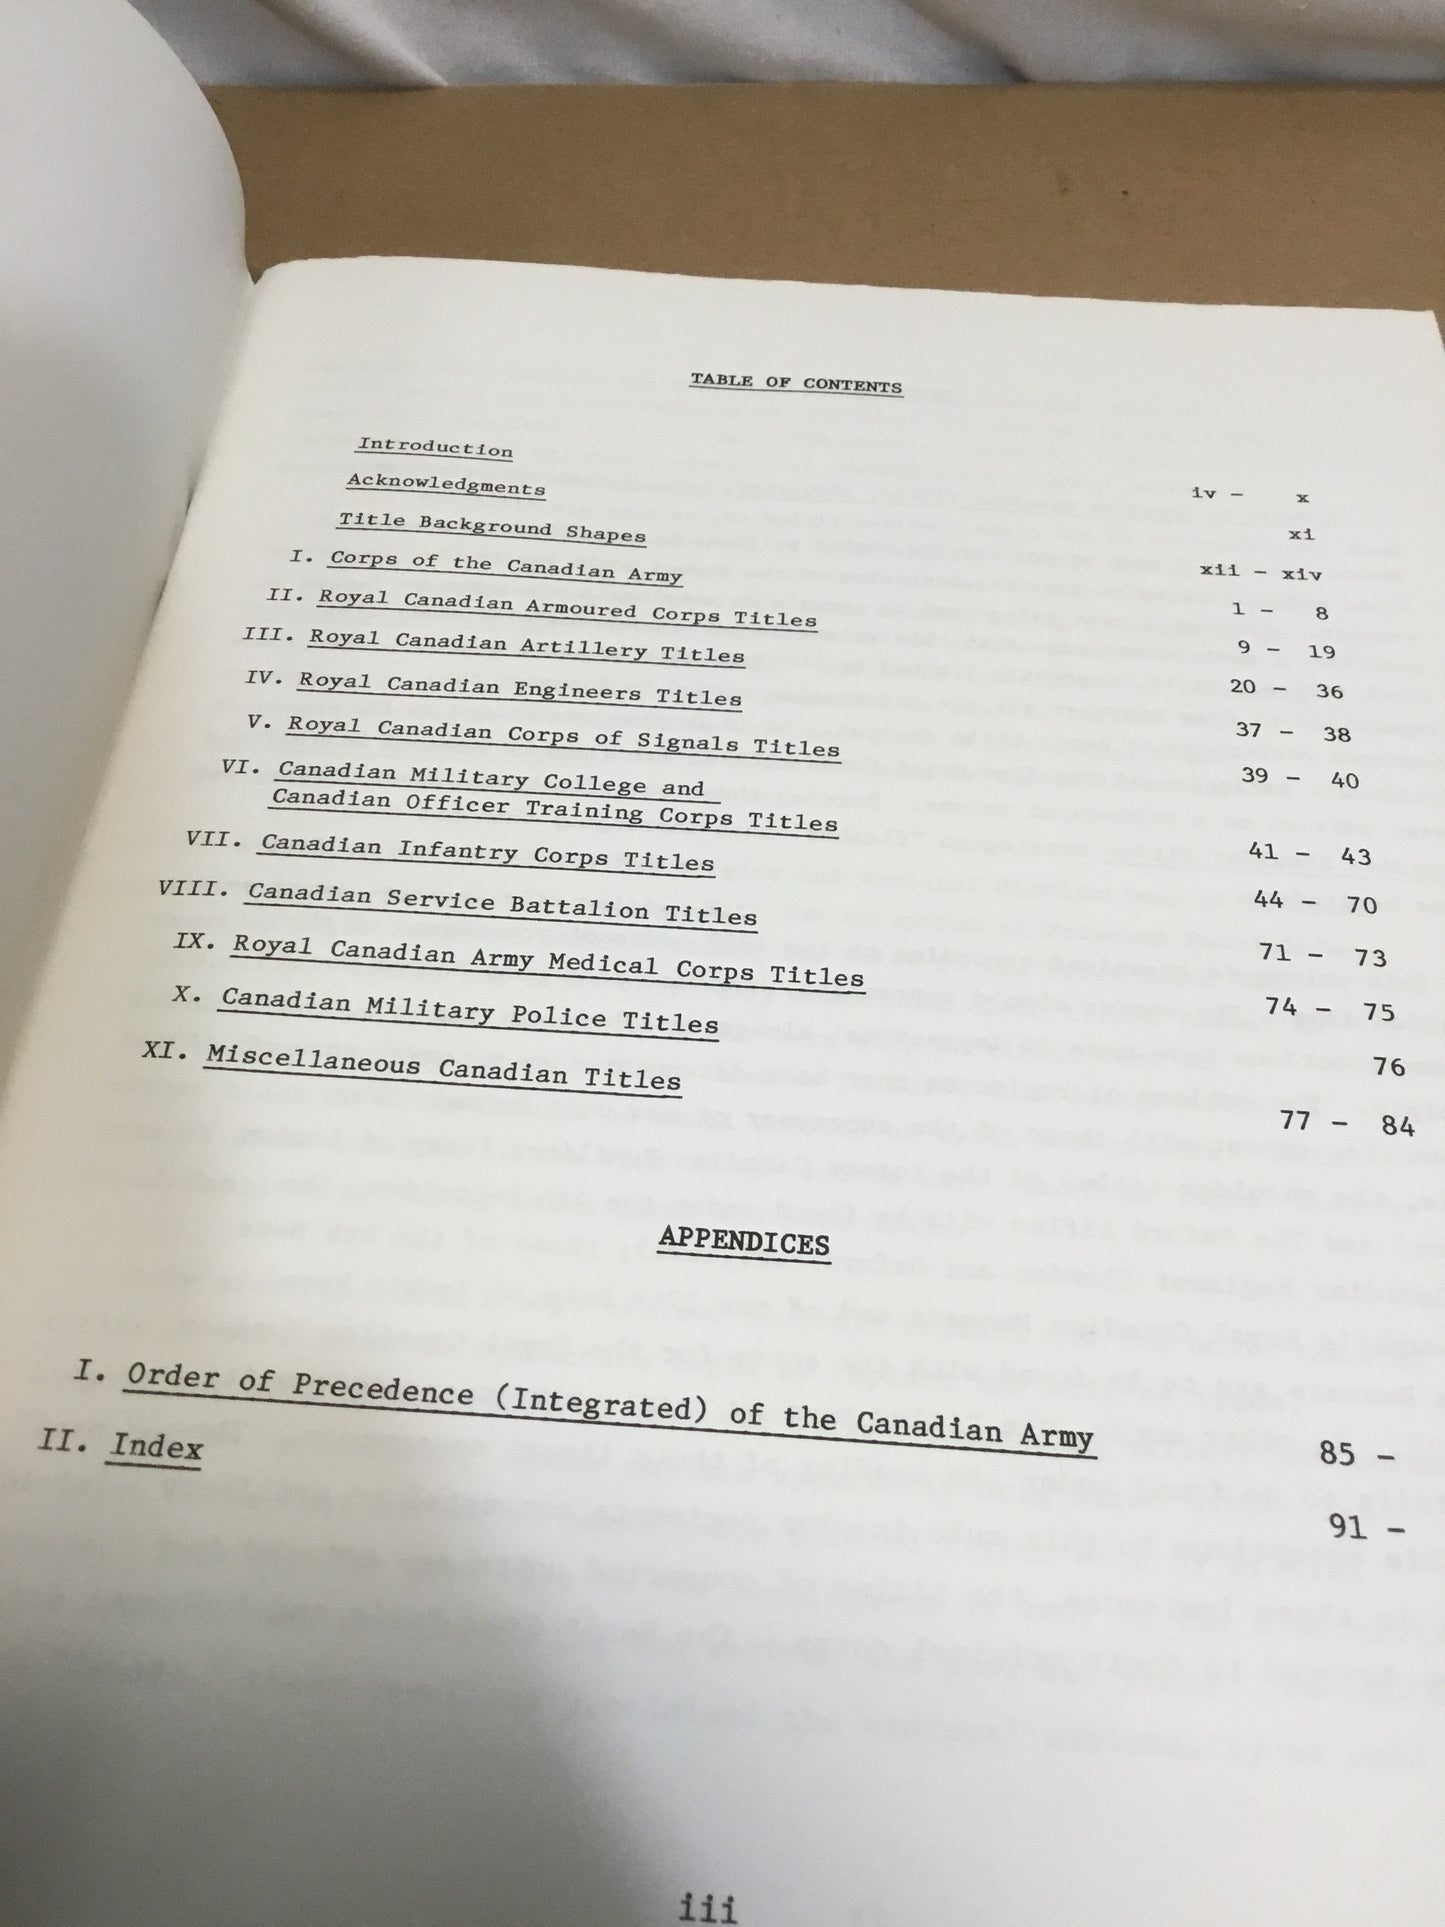 TABLE OF CONTENTS
Introduction iv - x
Acknowledgments xi
Title Background Shapes xii - xiv
I. Corps of the Canadian Army 1 - 8
II. Royal Canadian Armoured Corps Titles 9 - 19
III. Royal Canadian Artillery Titles 20 - 36
IV. Royal Canadian Engineers Titles 37 - 38
V. Royal Canadian Corps of Signals Titles 39 - 40
VI. Canadian Military College and
Canadian Officer Training Corps Titles 41 - 43
VII. Canadian Infantry Corps Titles 44 - 70
VIII. Canadian Service Battalion Titles 71 - 73
IX. Royal Canadian Army Medical Corps Titles 74 - 75
X. Canadian Military Police Titles 76
XI. Miscellaneous Canadian Titles 77 - 84
APPENDICES
I. Order of Precedence (Integrated) of the Canadian Army 85 -
II. Index 91 -
iii